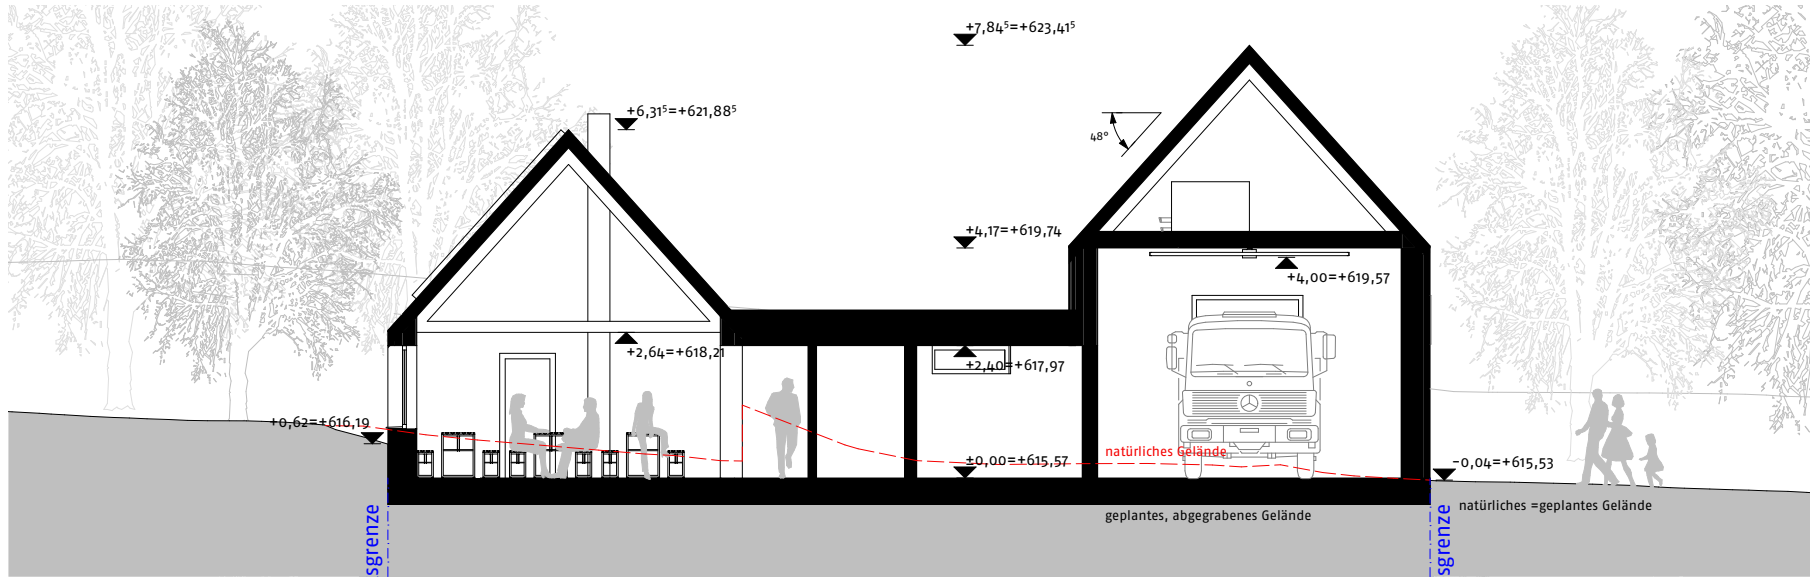 +7,84⁵=+623,41⁵
+6,31⁵=+621,88⁵
48°
+4,17=+619,74
+4,00=+619,57
+2,64=+618,21
+2,40=+617,97
+0,62=+616,19
natürliches Gelände
±0,00=+615,57
-0,04=+615,53
natürliches =geplantes Gelände
geplantes, abgegrabenes Gelände
sgrenze
sgrenze